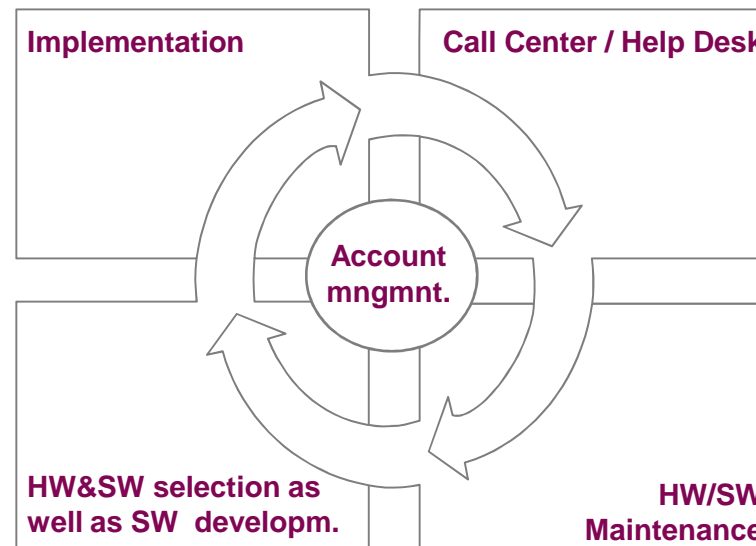 Implementation
Call Center / Help Desk
Account
mngmnt.
HW&SW selection as
well as SW developm.
HW/SW
Maintenance